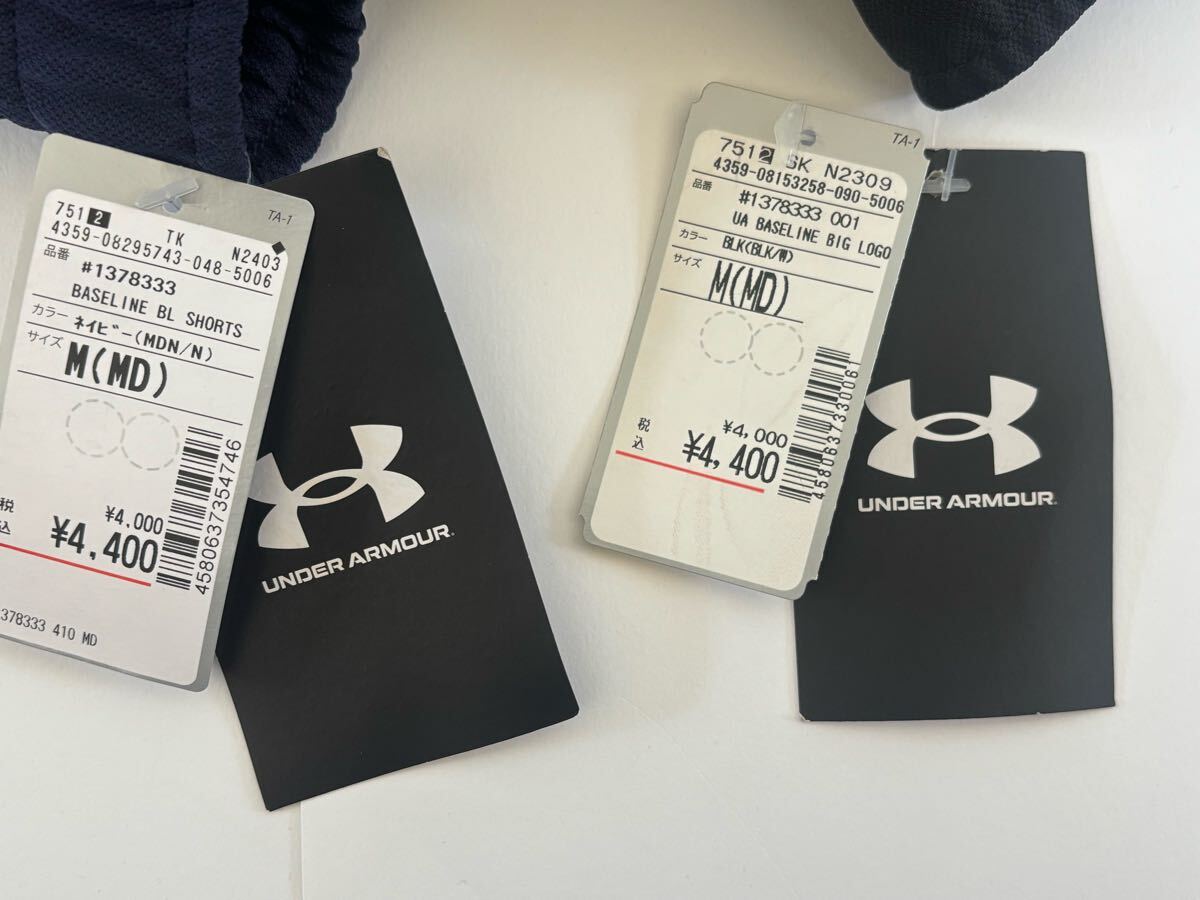 TA-1
751 2 TK N2403
4359-08295743-048-5006
品番 #1378333
BASELINE BL SHORTS
カラー ネイビー(MDN/N)
サイズ M(MD)
税込 ¥4,000
¥4,400
4580637354746
378333 410 MD
UNDER ARMOUR
TA-1
751 2 SK N2309
4359-08153258-090-5006
品番 #1378333 001
UA BASELINE BIG LOGO
カラー BLK(BLK/W)
サイズ M(MD)
税込 ¥4,000
¥4,400
4580637330061
UNDER ARMOUR